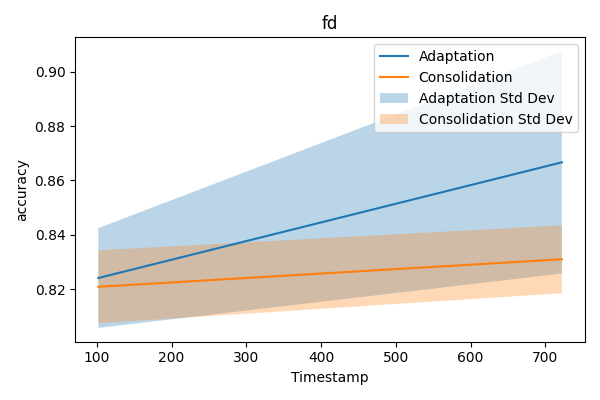 fd
Adaptation
Consolidation
Adaptation Std Dev
Consolidation Std Dev
accuracy
0.90
0.88
0.86
0.84
0.82
100 200 300 400 500 600 700
Timestamp